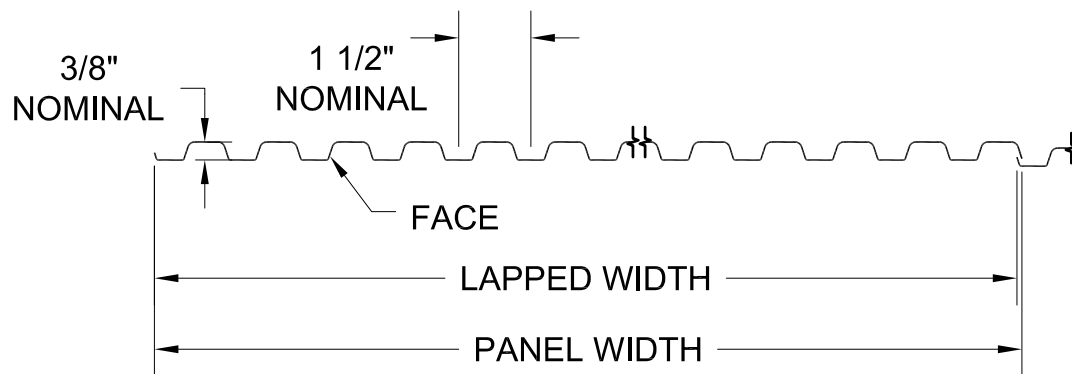 3/8"
NOMINAL
1 1/2"
NOMINAL
FACE
LAPPED WIDTH
PANEL WIDTH